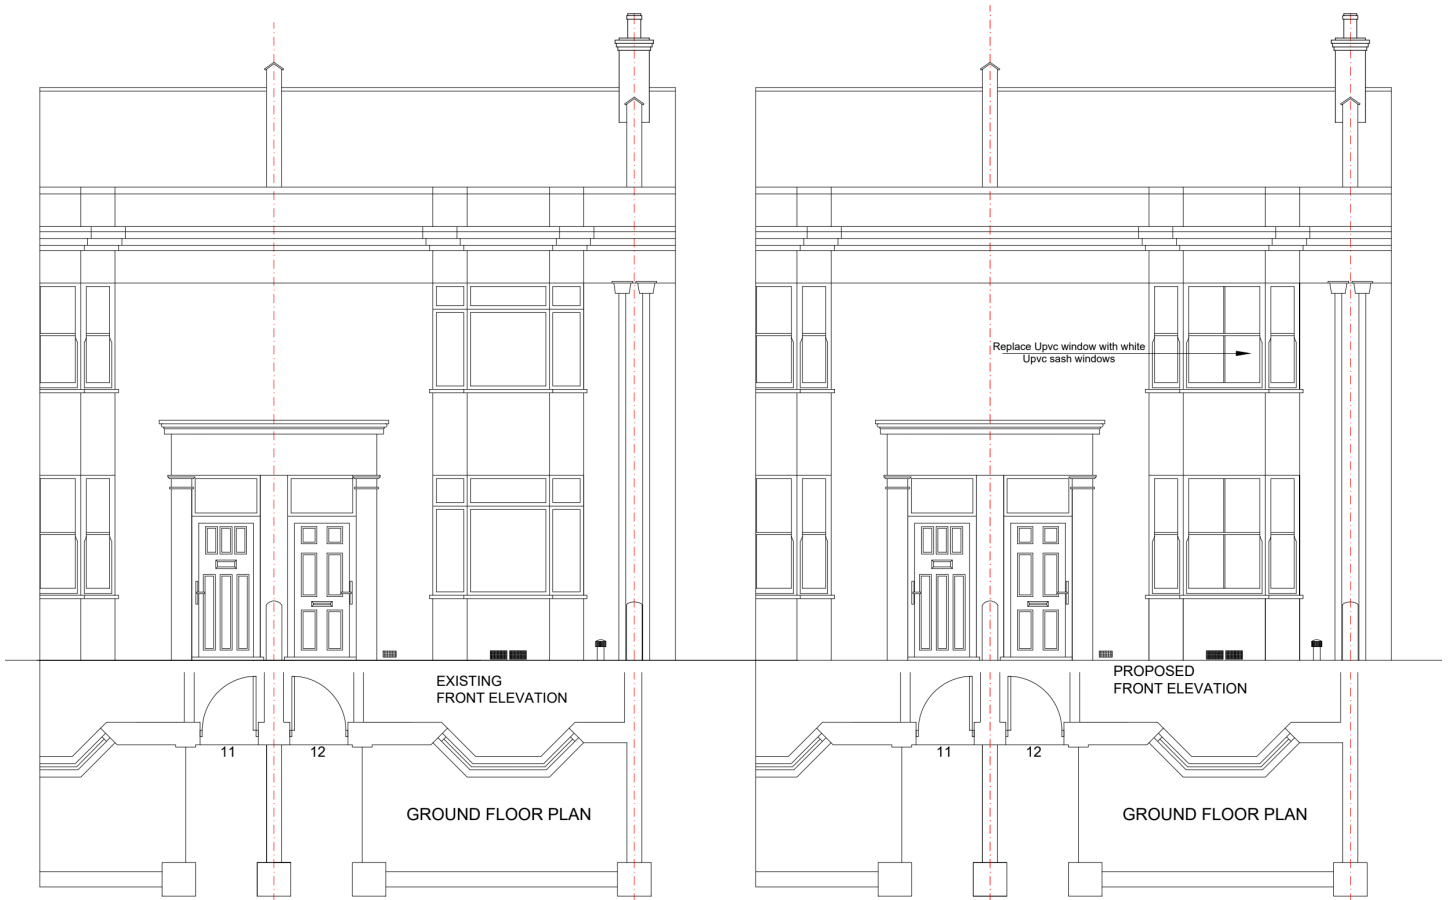 Replace Upvc window with white
Upvc sash windows
EXISTING
FRONT ELEVATION
PROPOSED
FRONT ELEVATION
11
12
11
12
GROUND FLOOR PLAN
GROUND FLOOR PLAN